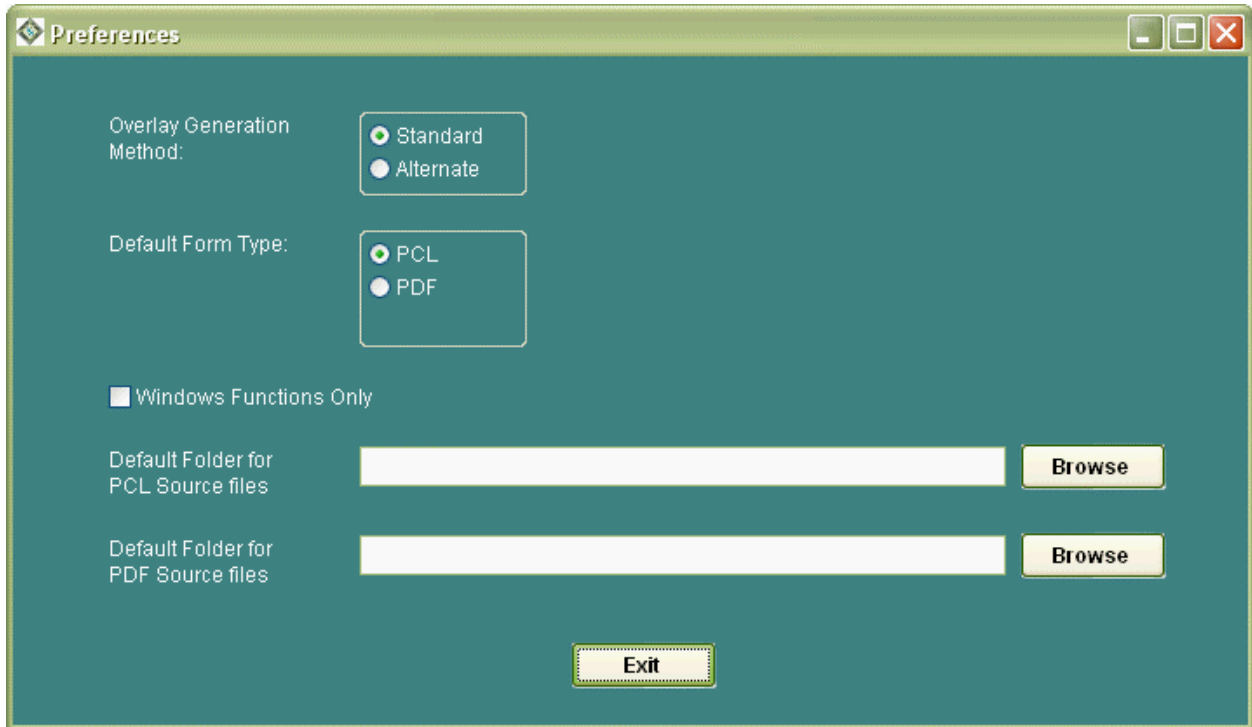 Preferences
Overlay Generation
Method:
Standard
Alternate
Default Form Type:
PCL
PDF
Windows Functions Only
Default Folder for
PCL Source files
Browse
Default Folder for
PDF Source files
Browse
Exit